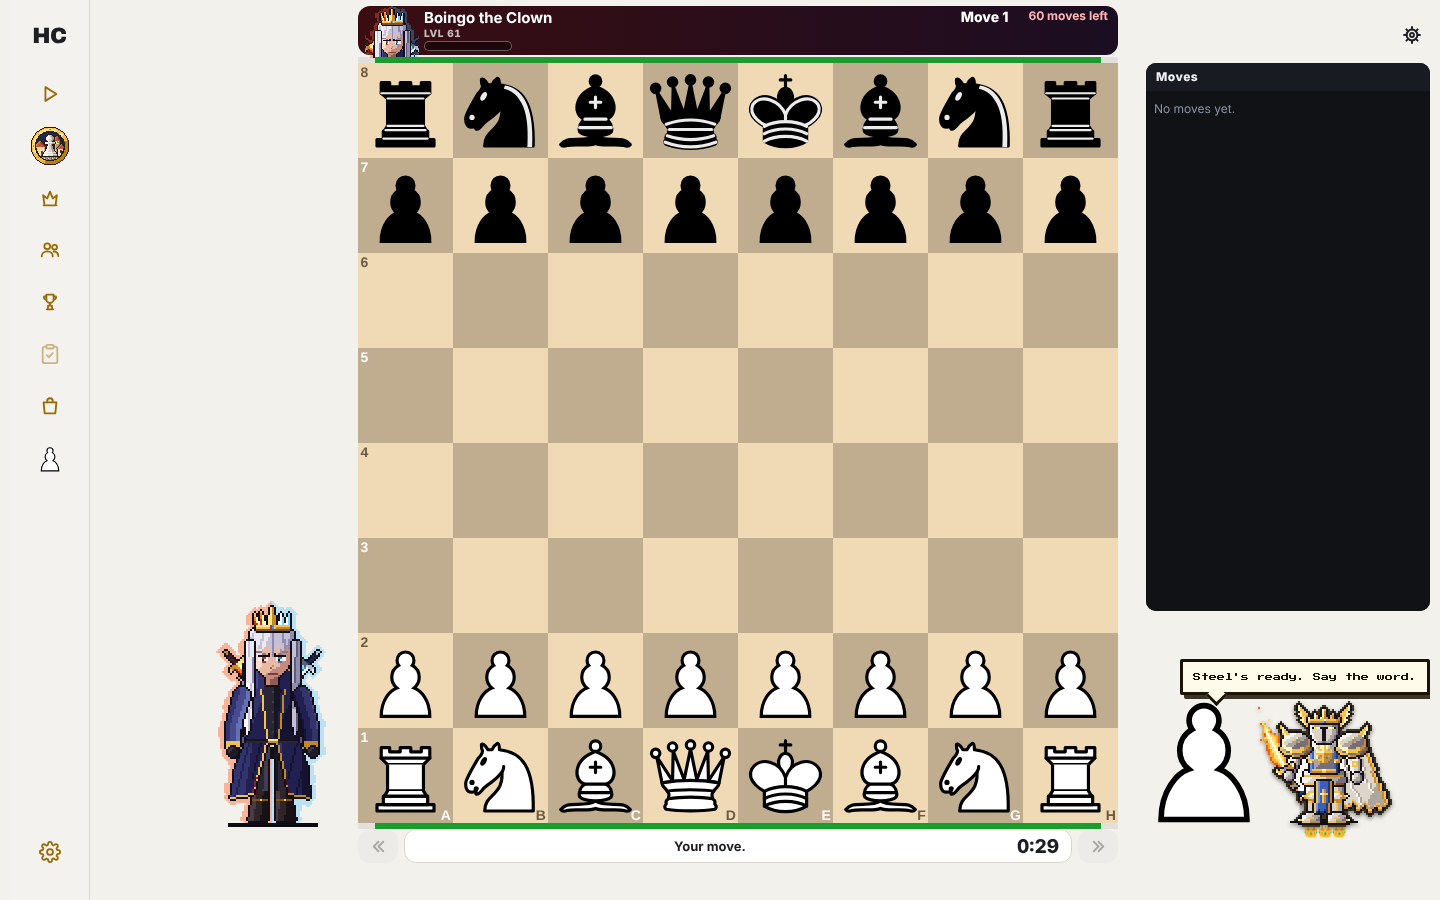 HC
Boingo the Clown
LVL 61
Move 1
60 moves left
Moves
No moves yet.
8
7
6
5
4
3
2
1
A B C D E F G H
Steel's ready. Say the word.
Your move.
0:29